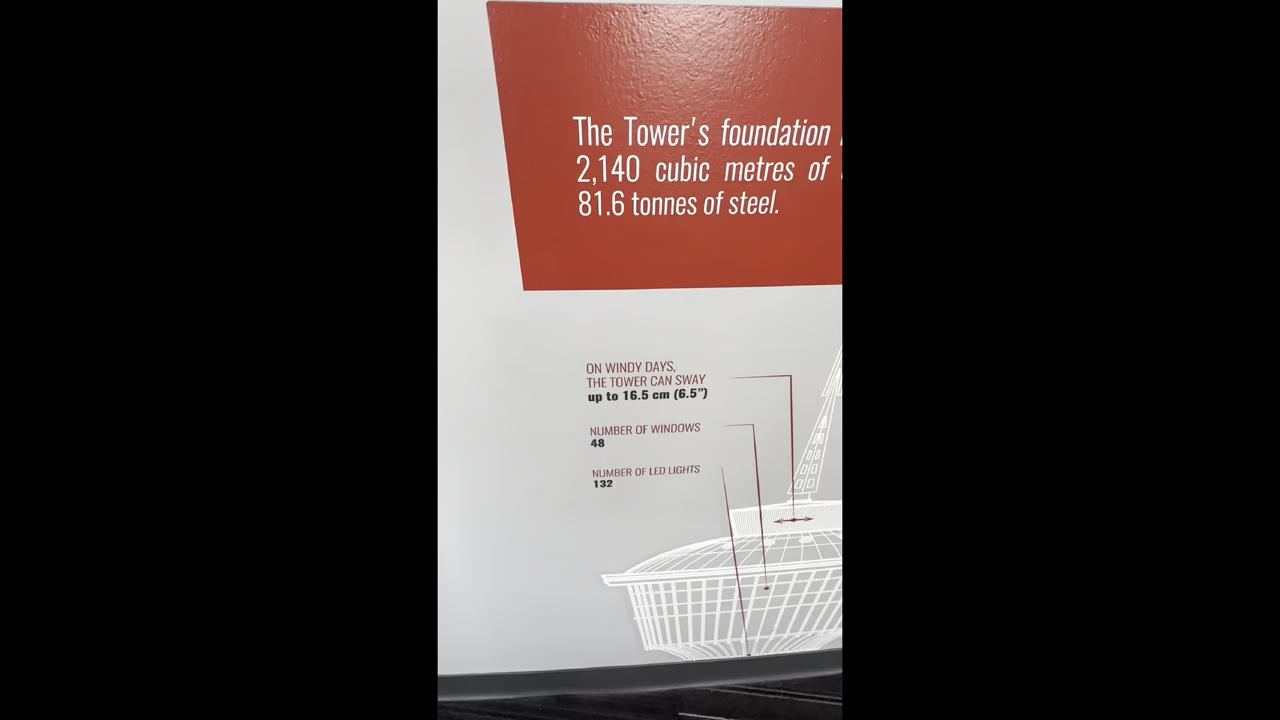 The Tower's foundation
2,140 cubic metres of
81.6 tonnes of steel.
ON WINDY DAYS,
THE TOWER CAN SWAY
up to 16.5 cm (6.5")
NUMBER OF WINDOWS
48
NUMBER OF LED LIGHTS
132